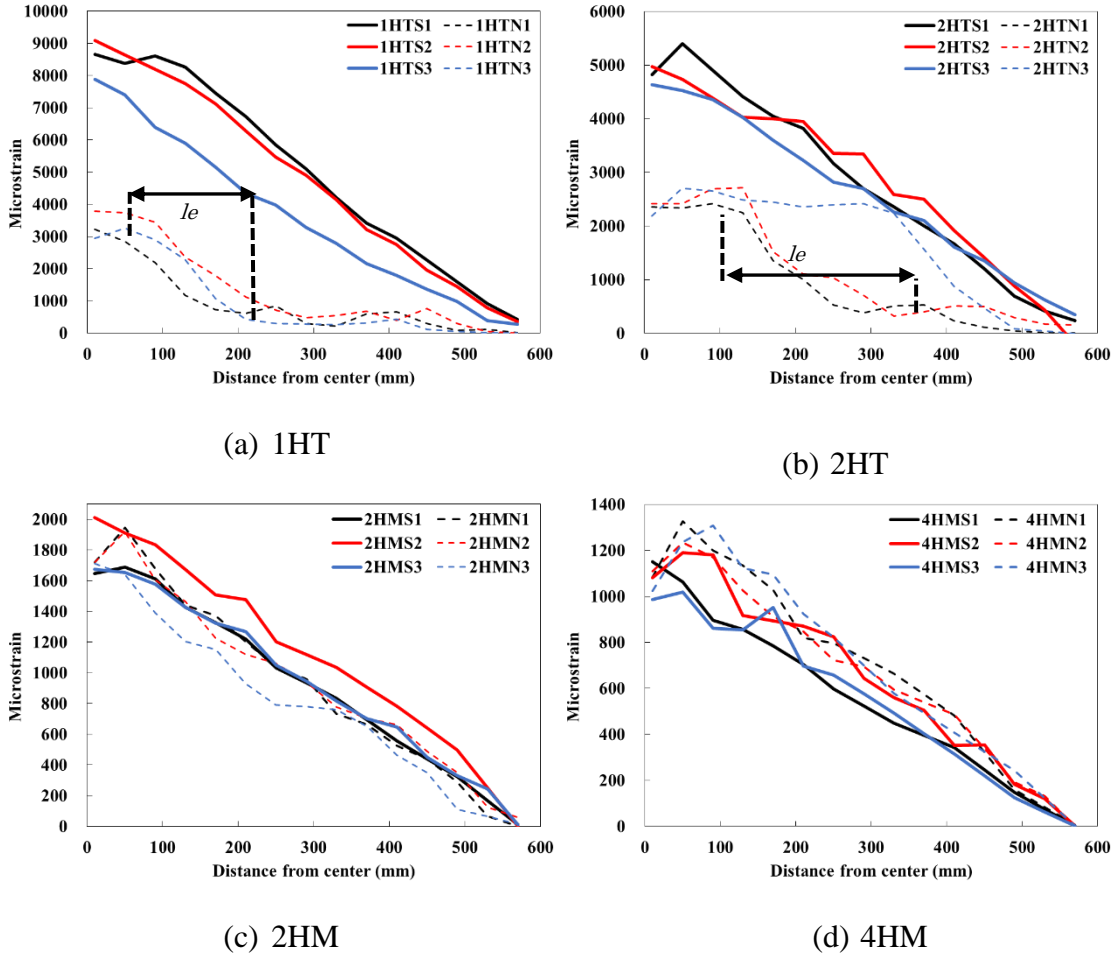 10000
9000
8000
7000
6000
5000
4000
3000
2000
1000
0
Microstrain
1HTS1 1HTN1
1HTS2 1HTN2
1HTS3 1HTN3
le
0 100 200 300 400 500 600
Distance from center (mm)
(a) 1HT
6000
5000
4000
3000
2000
1000
0
Microstrain
2HTS1 2HTN1
2HTS2 2HTN2
2HTS3 2HTN3
le
0 100 200 300 400 500 600
Distance from center (mm)
(b) 2HT
2000
1800
1600
1400
1200
1000
800
600
400
200
0
Microstrain
2HMS1 2HMN1
2HMS2 2HMN2
2HMS3 2HMN3
0 100 200 300 400 500 600
Distance from center (mm)
(c) 2HM
1400
1200
1000
800
600
400
200
0
Microstrain
4HMS1 4HMN1
4HMS2 4HMN2
4HMS3 4HMN3
0 100 200 300 400 500 600
Distance from center (mm)
(d) 4HM